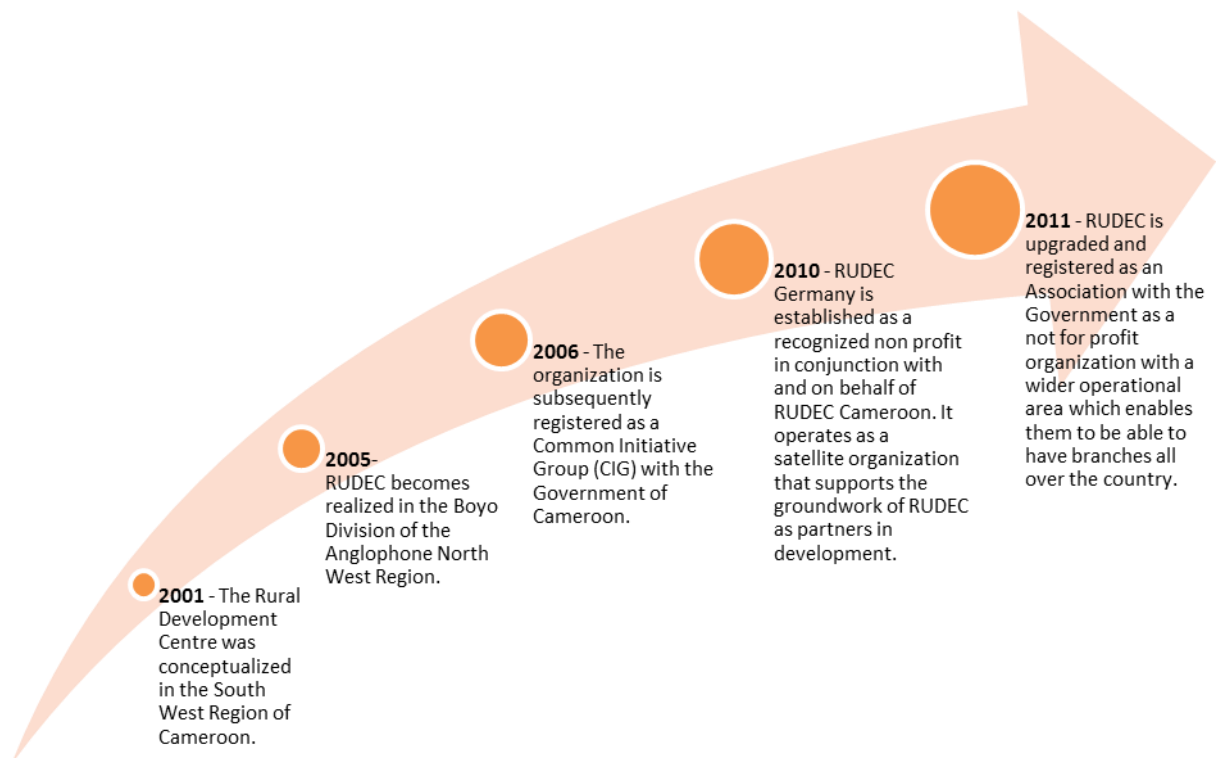 2001 - The Rural
Development
Centre was
conceptualized
in the South
West Region of
Cameroon.
2005-
RUDEC becomes
realized in the Boyo
Division of the
Anglophone North
West Region.
2006 - The
organization is
subsequently
registered as a
Common Initiative
Group (CIG) with the
Government of
Cameroon.
2010 - RUDEC
Germany is
established as a
recognized non profit
in conjunction with
and on behalf of
RUDEC Cameroon. It
operates as a
satellite organization
that supports the
groundwork of RUDEC
as partners in
development.
2011 - RUDEC is
upgraded and
registered as an
Association with the
Government as a
not for profit
organization with a
wider operational
area which enables
them to be able to
have branches all
over the country.